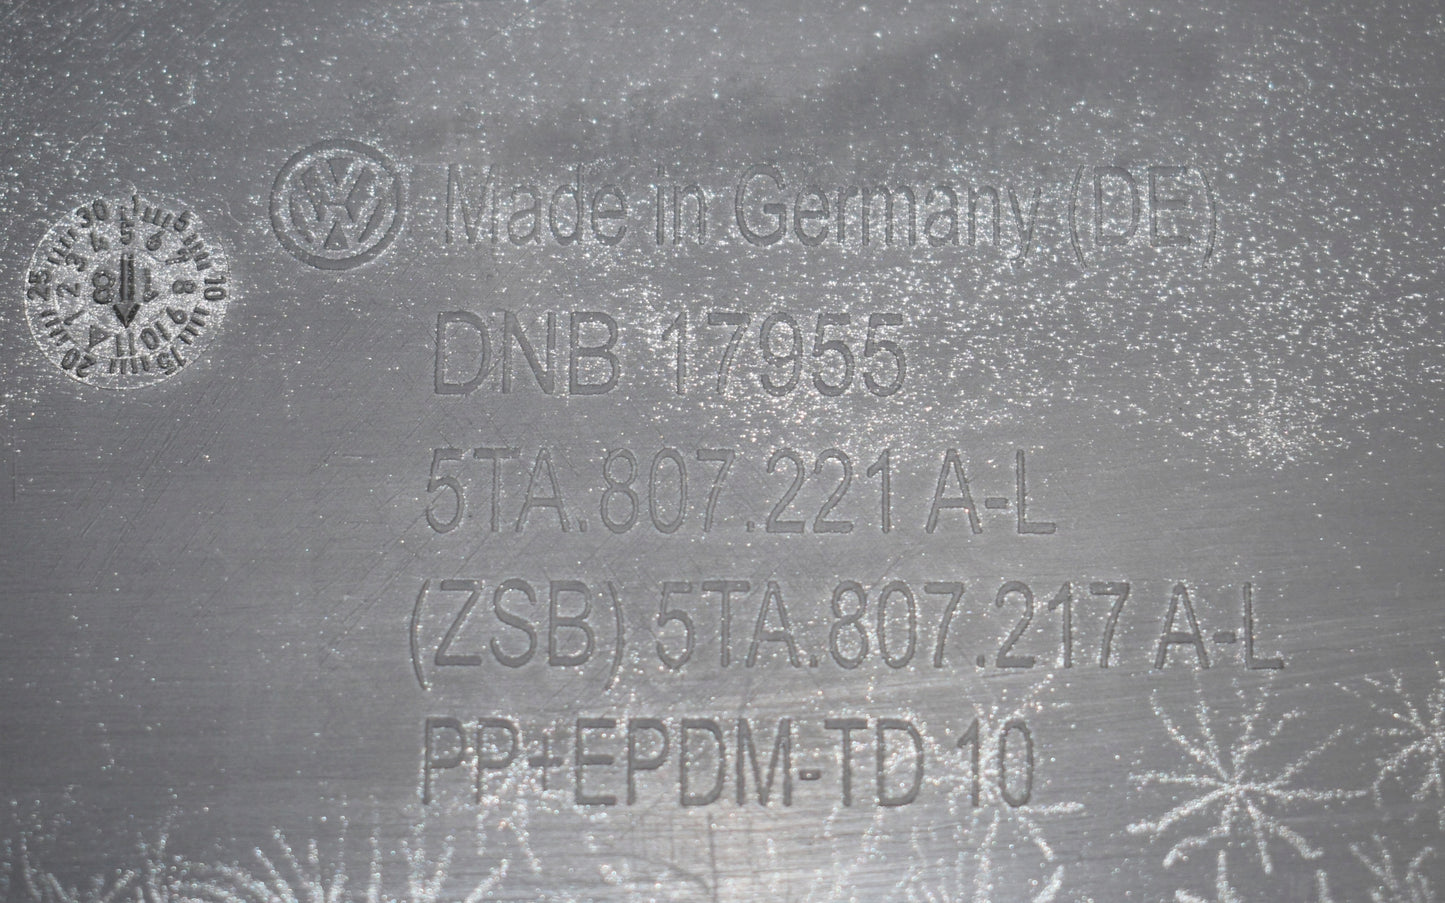 Made in Germany (DE)
DNB 17955
5TA.807.221 A-L
(ZSB) 5TA.807.217 A-L
PP+EPDM-TD 10